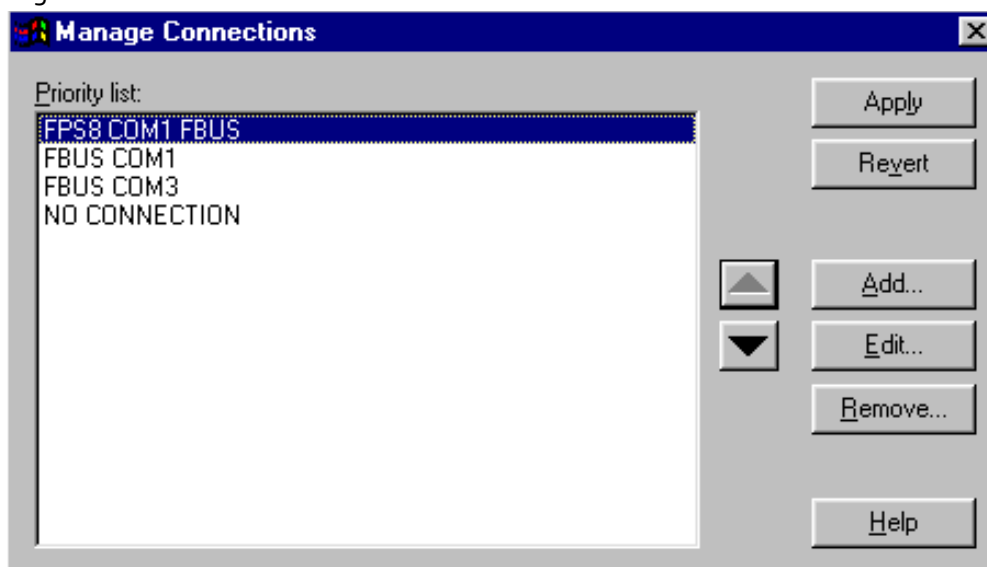 Manage Connections
Priority list:
FPS8 COM1 FBUS
FBUS COM1
FBUS COM3
NO CONNECTION
Apply
Revert
Add...
Edit...
Remove...
Help